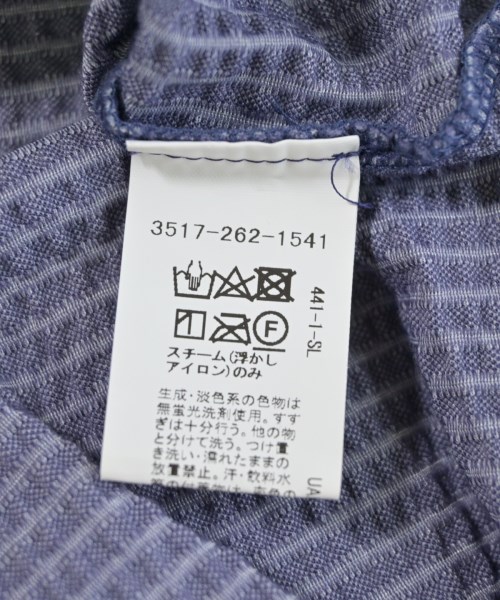 3517-262-1541
441-1-SL
F
スチーム(浮かし
アイロン)のみ
生成・淡色系の色物は
無蛍光洗剤使用。すす
ぎは十分行う。他の物
と分けて洗う。つけ置
き洗い・濡れたままの
放置禁止。汗・飲料水
UA